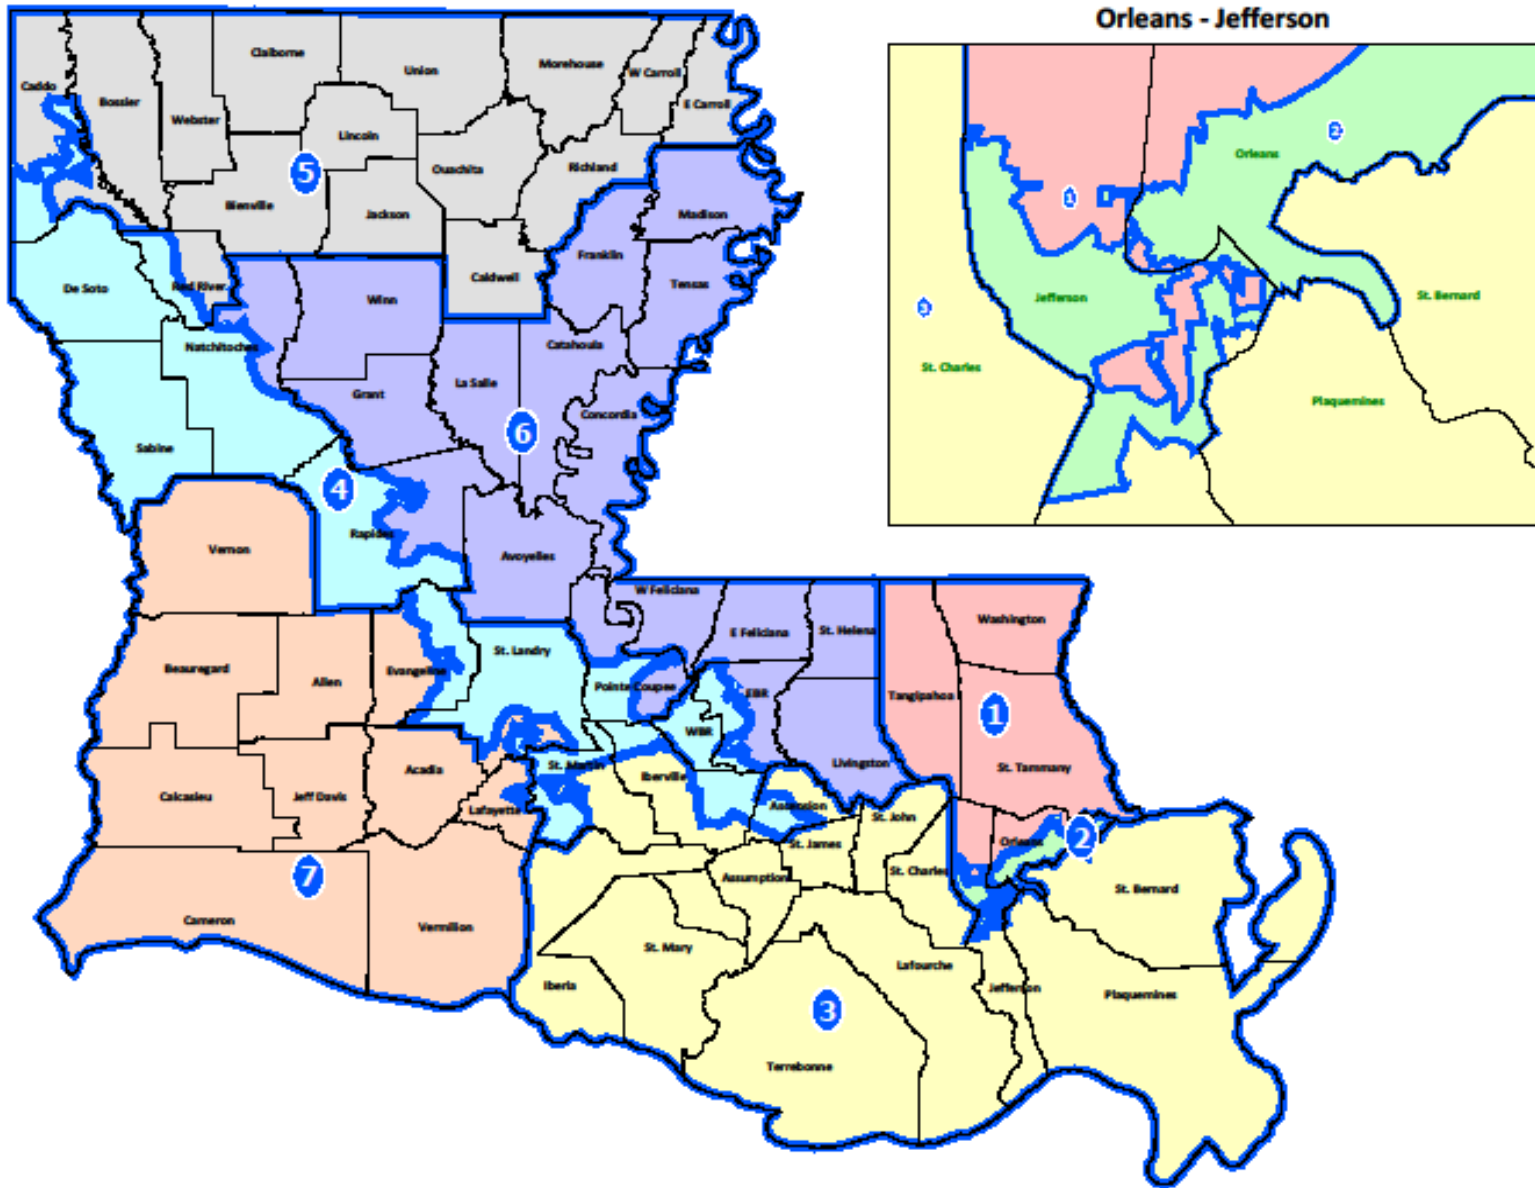 Orleans - Jefferson
Claiborne
Union
Morehouse
W Carroll
Caddo
Bossier
E Carroll
Webster
Lincoln
Ouachita
Richland
5
Bienville
Jackson
Madison
Franklin
Caldwell
Tensas
De Soto
Red River
Winn
Natchitoches
Catahoula
La Salle
Grant
Concordia
6
Sabine
4
Rapides
Vernon
Avoyelles
W Feliciana
E Feliciana
St. Helena
Washington
St. Landry
Beauregard
Evangeline
Allen
Pointe Coupee
EBR
Tangipahoa
1
WBR
St. Martin
Iberville
Livingston
St. Tammany
Acadia
Calcasieu
Jeff Davis
Lafayette
Ascension
St. John
St. James
Orleans
2
7
Assumption
St. Charles
St. Bernard
Cameron
Vermilion
St. Mary
Lafourche
Iberia
Jefferson
Plaquemines
3
Terrebonne
2
Orleans
1
Jefferson
St. Bernard
3
St. Charles
Plaquemines